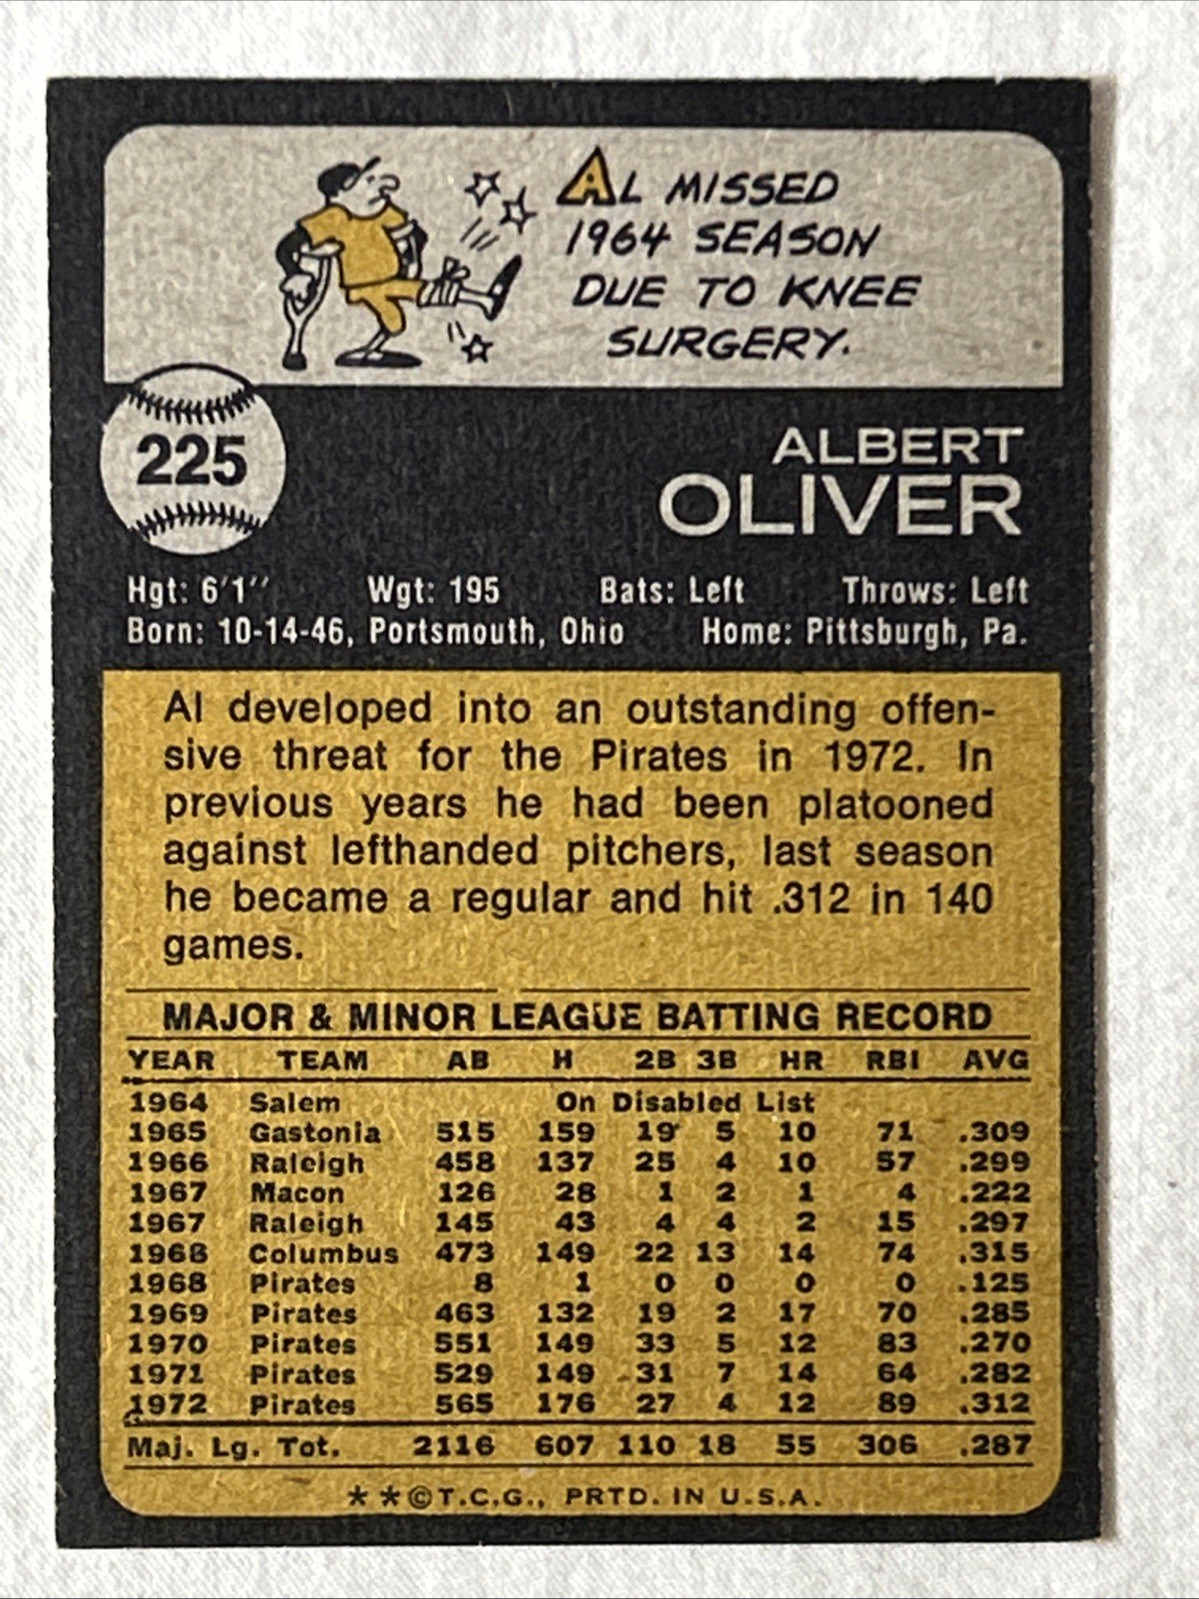 AL MISSED
1964 SEASON
DUE TO KNEE
SURGERY.
225
ALBERT
OLIVER
Hgt: 6'1'' Wgt: 195 Bats: Left Throws: Left
Born: 10-14-46, Portsmouth, Ohio Home: Pittsburgh, Pa.
Al developed into an outstanding offen-
sive threat for the Pirates in 1972. In
previous years he had been platooned
against lefthanded pitchers, last season
he became a regular and hit .312 in 140
games.
MAJOR & MINOR LEAGUE BATTING RECORD
YEAR TEAM AB H 2B 3B HR RBI AVG
1964 Salem On Disabled List
1965 Gastonia 515 159 19 5 10 71 .309
1966 Raleigh 458 137 25 4 10 57 .299
1967 Macon 126 28 1 2 1 4 .222
1967 Raleigh 145 43 4 4 2 15 .297
1968 Columbus 473 149 22 13 14 74 .315
1968 Pirates 8 1 0 0 0 0 .125
1969 Pirates 463 132 19 2 17 70 .285
1970 Pirates 551 149 33 5 12 83 .270
1971 Pirates 529 149 31 7 14 64 .282
1972 Pirates 565 176 27 4 12 89 .312
Maj. Lg. Tot. 2116 607 110 18 55 306 .287
* * © T.C.G., PRTD. IN U.S.A.